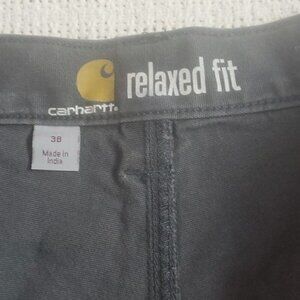 relaxed fit
carhartt
38
Made in
India